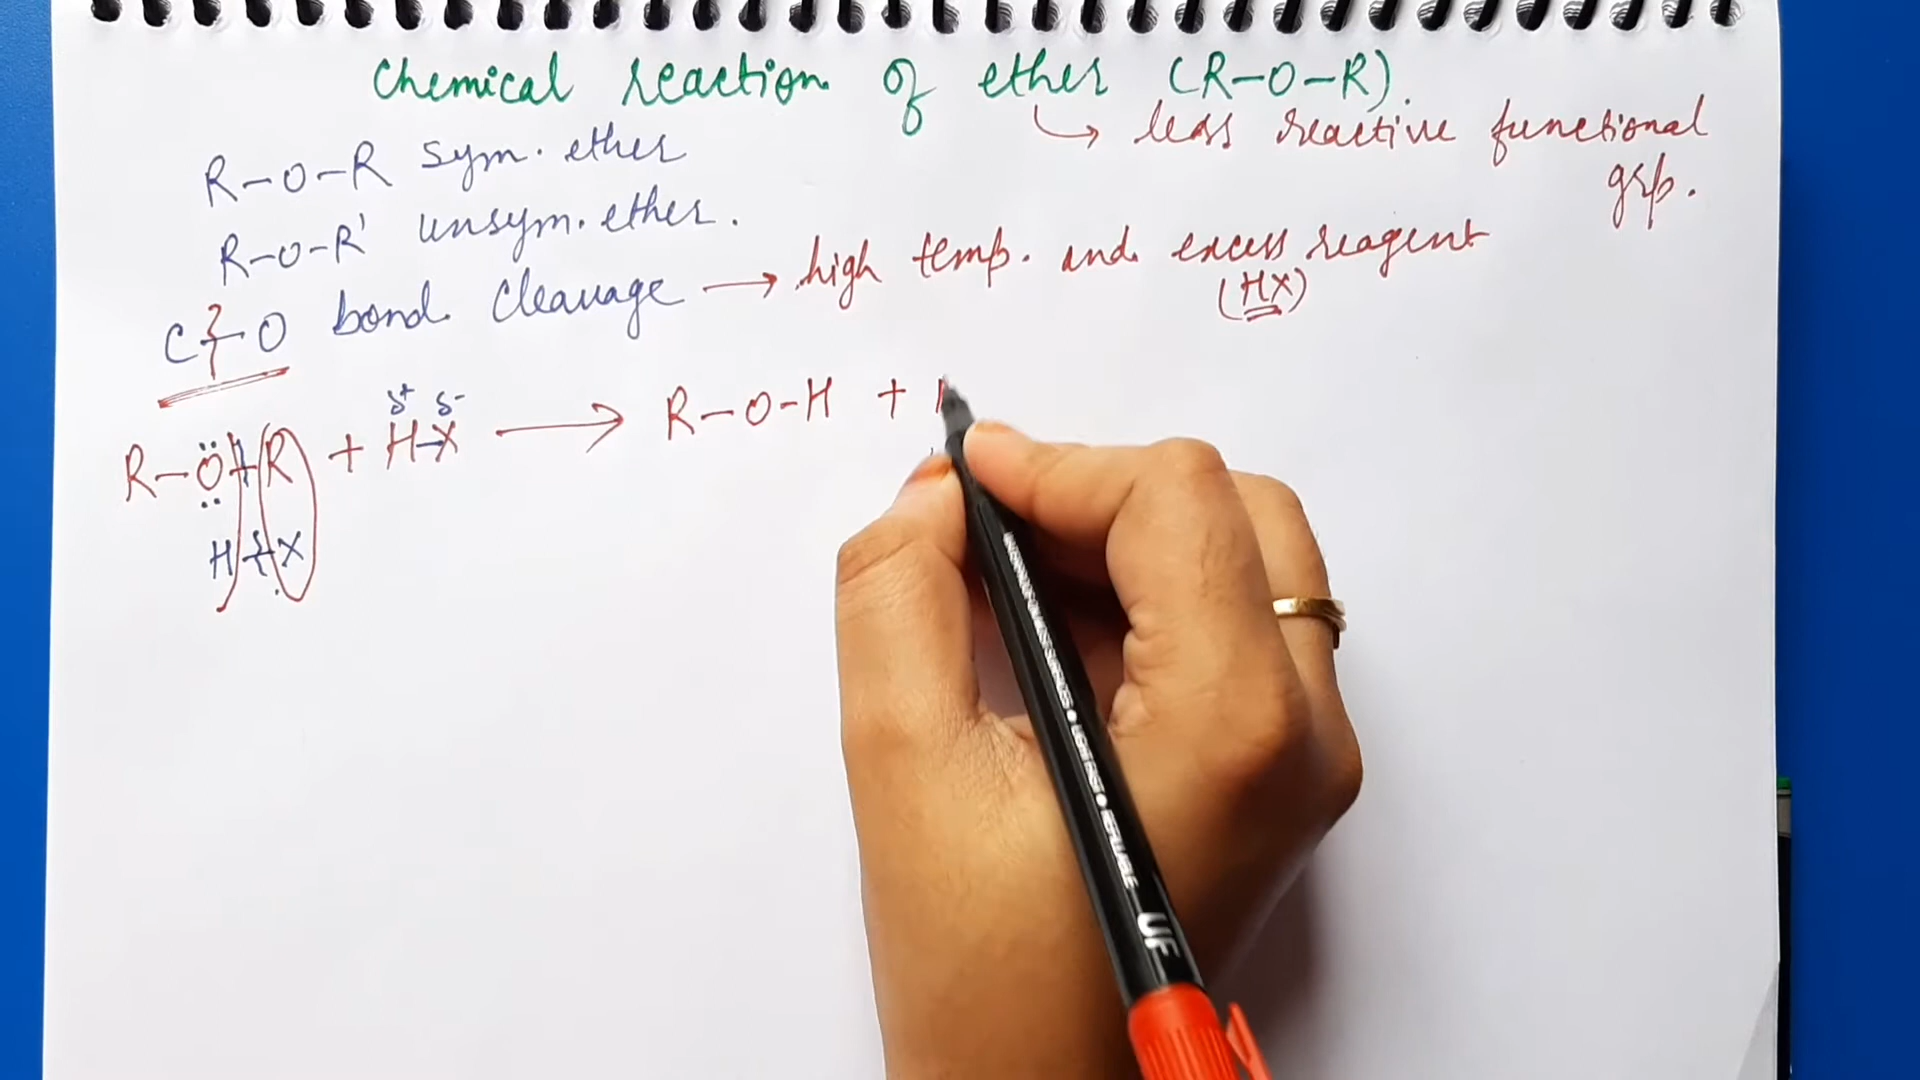 Chemical reaction of ether (R-O-R).
↳ less reactive functional
grp.
R-O-R sym. ether
R-O-R' unsym. ether.
C-O bond cleavage → high temp. and excess reagent
(HX)
δ+ δ-
R-O-R + H-X → R-O-H +
H-X
UF